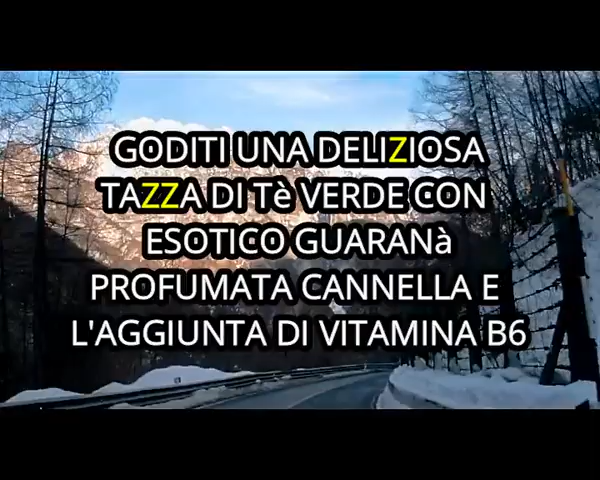 GODITI UNA DELIZIOSA
TAZZA DI Tè VERDE CON
ESOTICO GUARANà
PROFUMATA CANNELLA E
L'AGGIUNTA DI VITAMINA B6